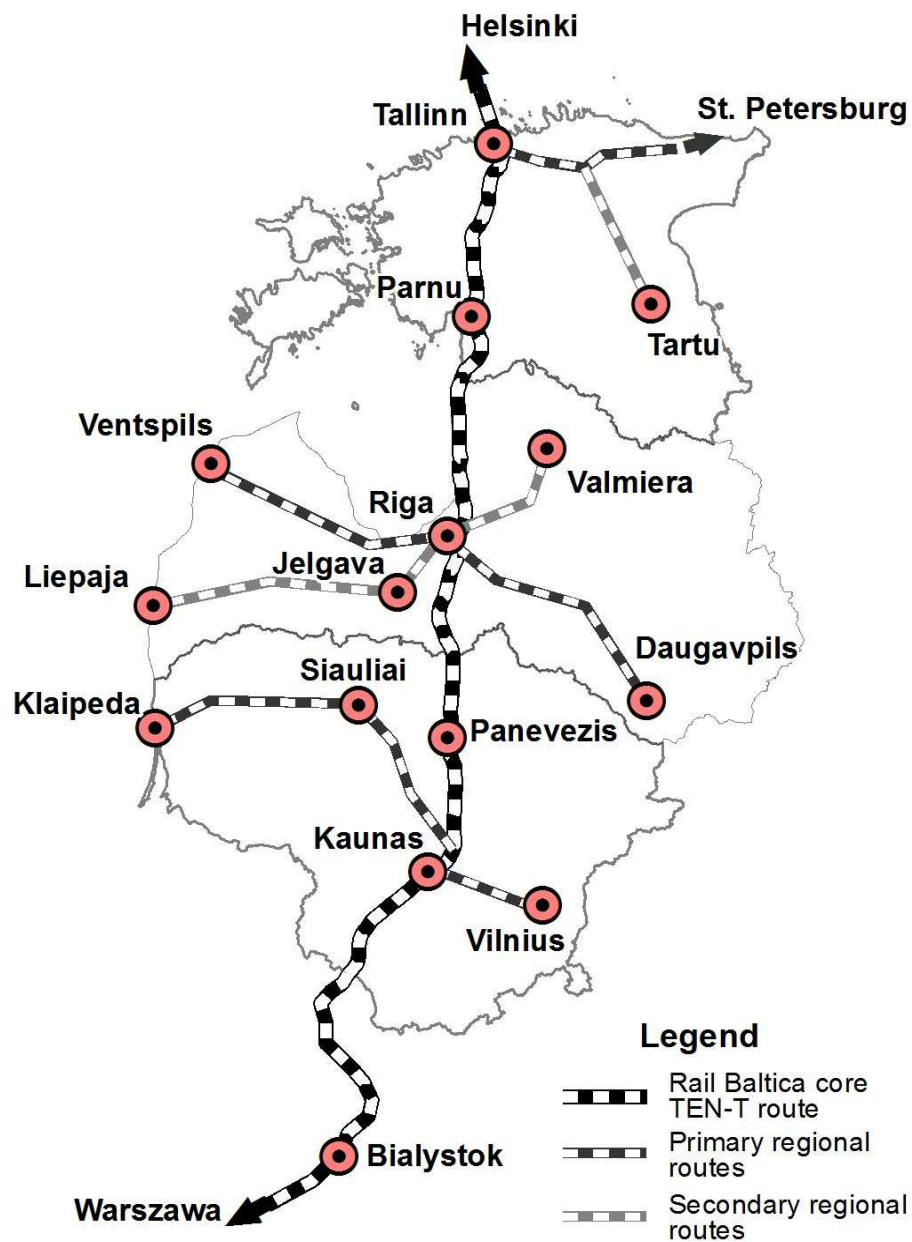 Helsinki
Tallinn
St. Petersburg
Parnu
Tartu
Ventspils
Valmiera
Riga
Jelgava
Liepaja
Daugavpils
Siauliai
Klaipeda
Panevezis
Kaunas
Vilnius
Legend
Rail Baltica core
TEN-T route
Primary regional
routes
Secondary regional
routes
Bialystok
Warszawa